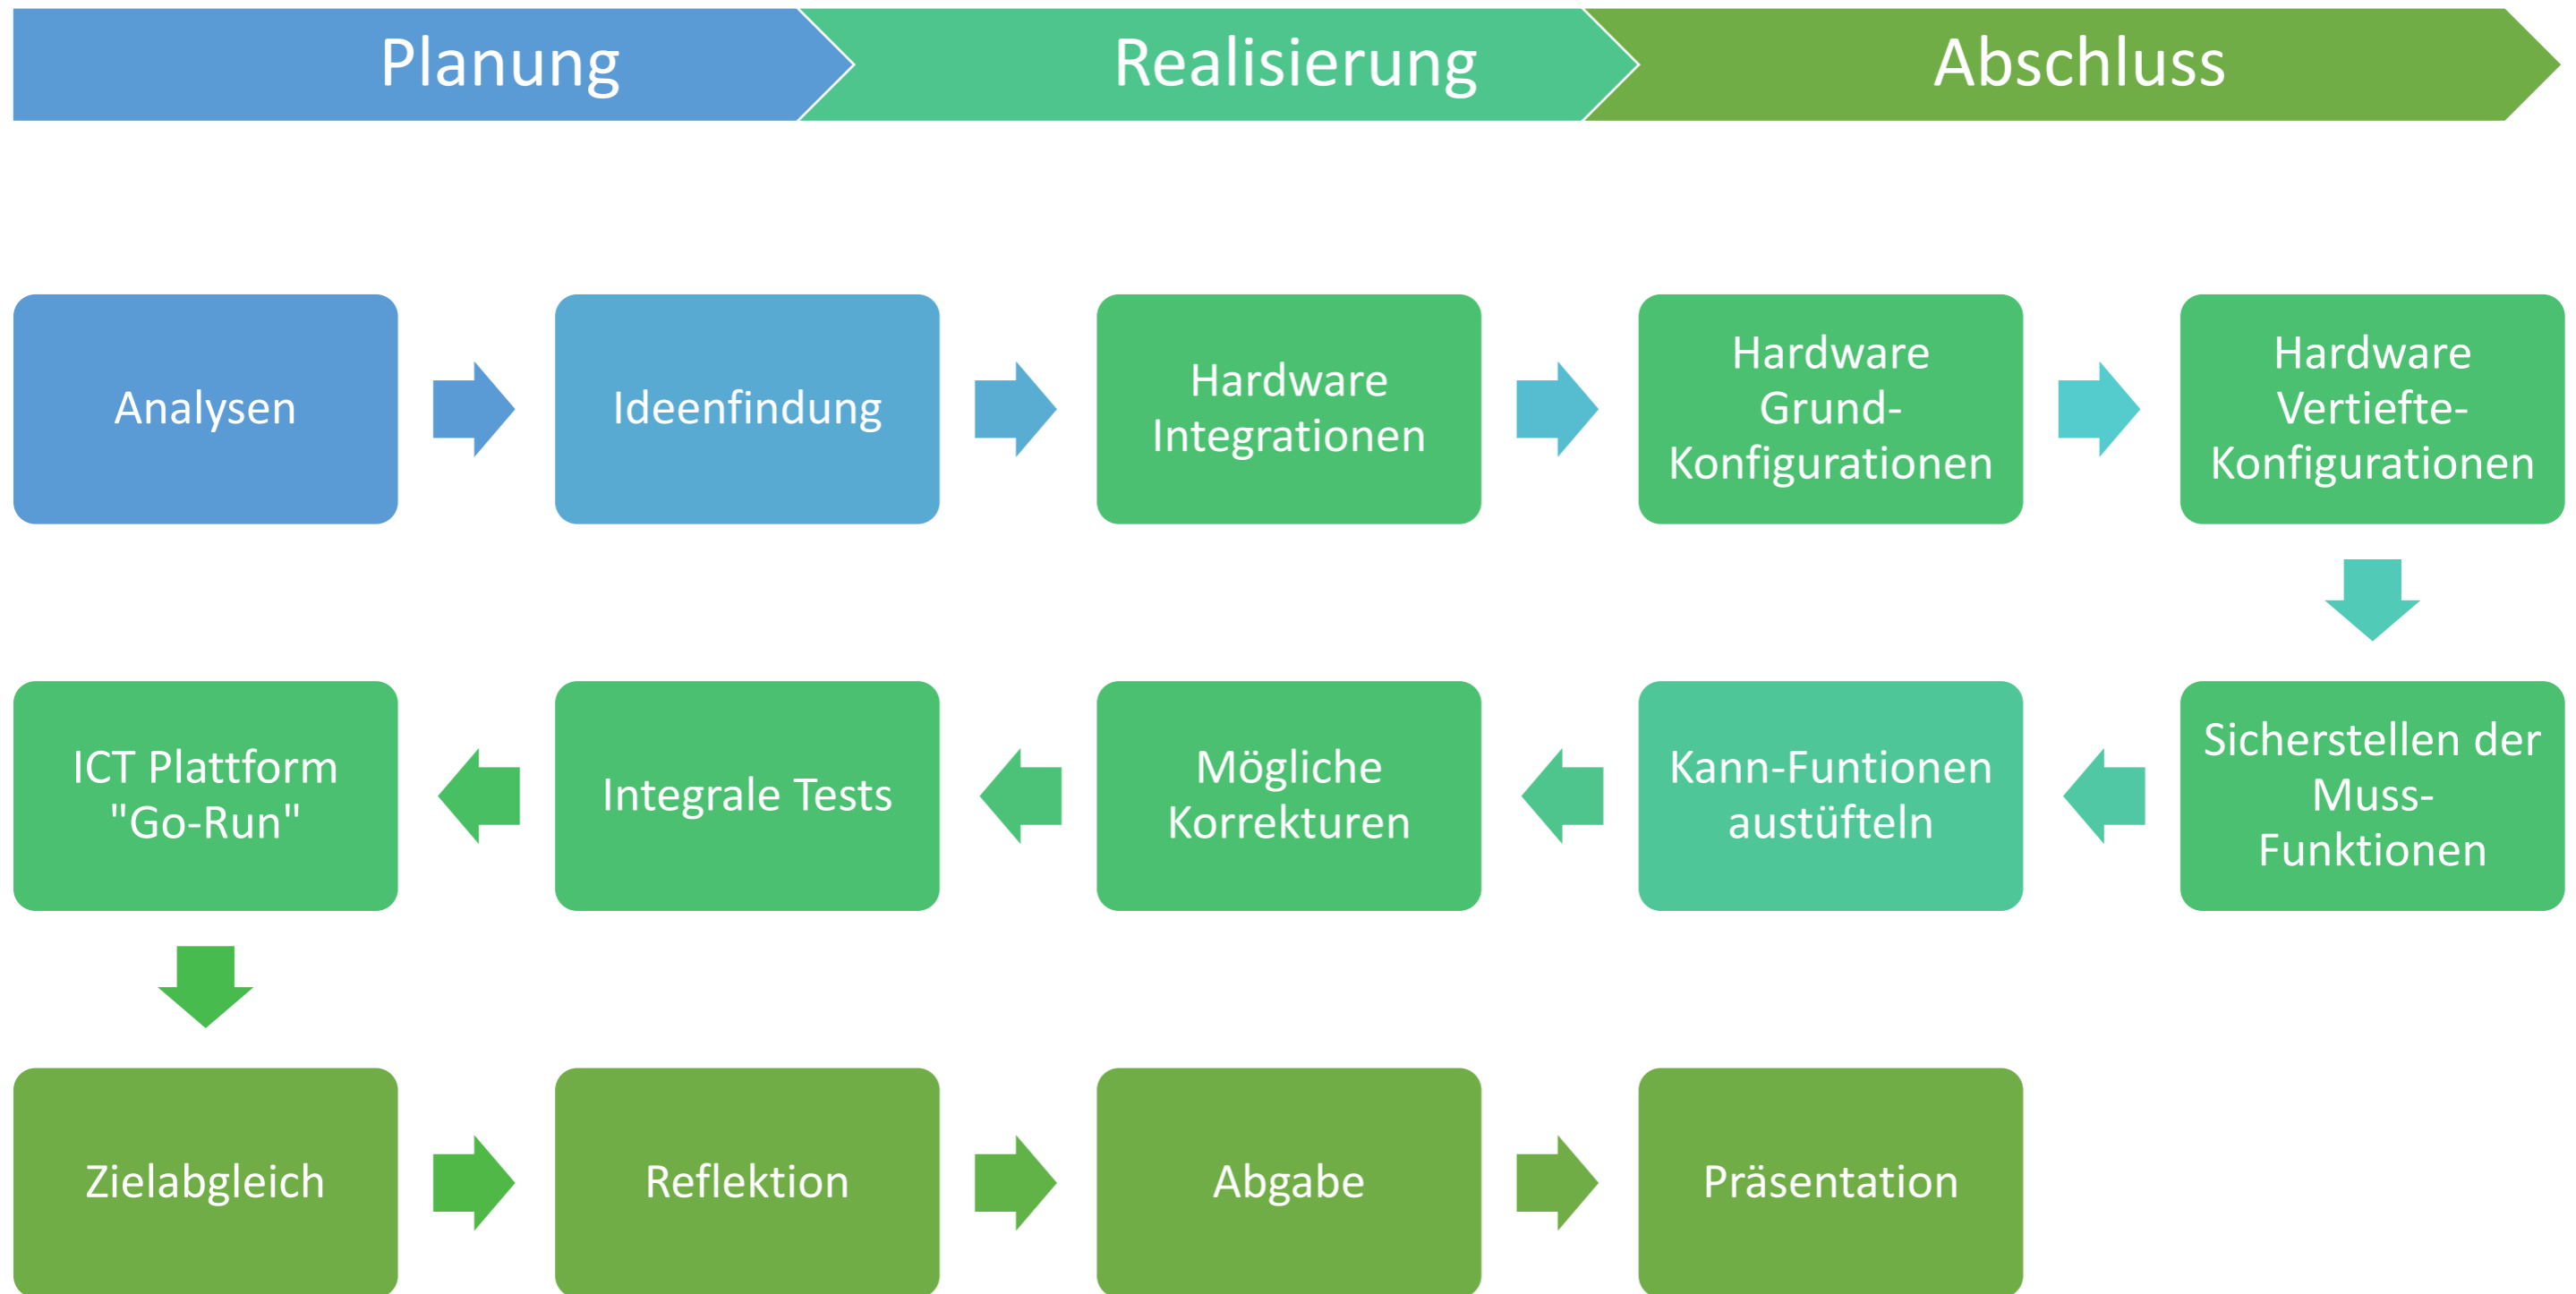 Planung
Realisierung
Abschluss
Analysen
Ideenfindung
Hardware
Integrationen
Hardware
Grund-
Konfigurationen
Hardware
Vertiefte-
Konfigurationen
Sicherstellen der
Muss-
Funktionen
Kann-Funtionen
austüfteln
Mögliche
Korrekturen
Integrale Tests
ICT Plattform
"Go-Run"
Zielabgleich
Reflektion
Abgabe
Präsentation